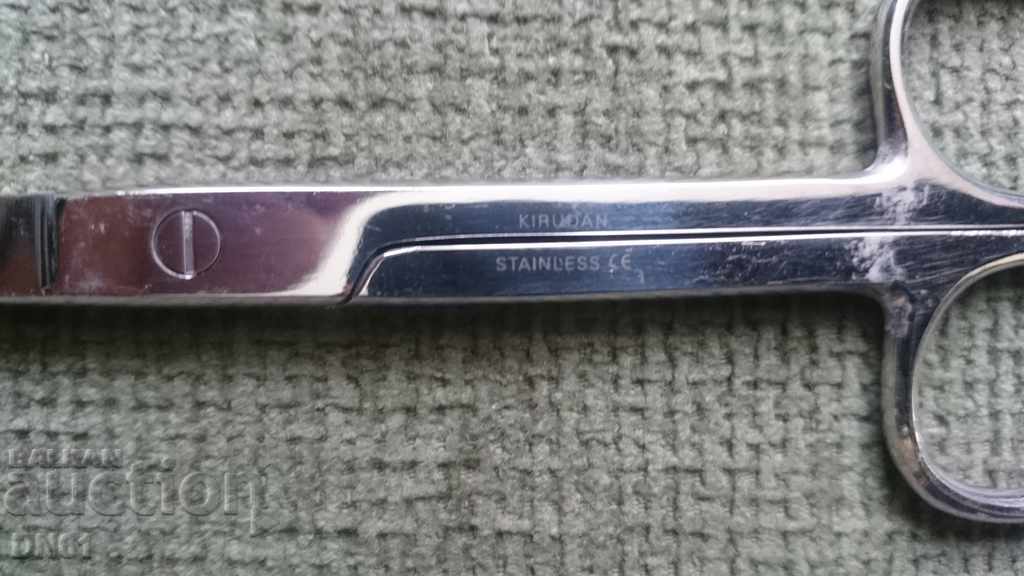 KIRUDAN
STAINLESS CE
BALKAN
auction
DN61